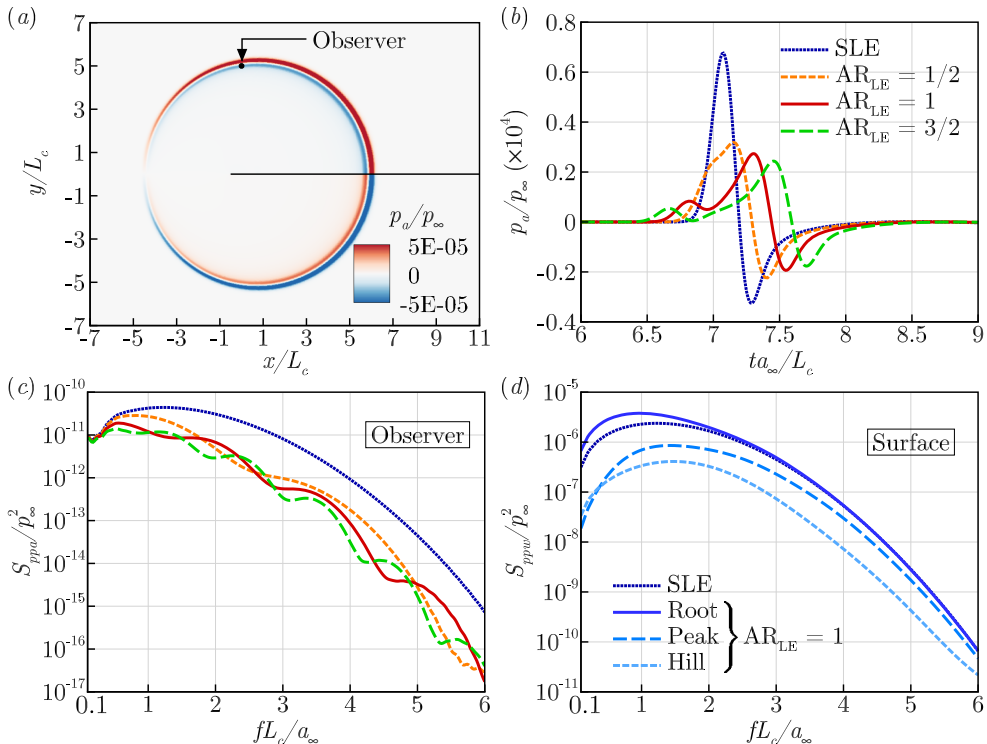 (a)
7
5
3
1
-1
-3
-5
-7
y/L_c
Observer
p_a/p_∞
5E-05
0
-5E-05
-7 -5 -3 -1 1 3 5 7 9 11
x/L_c
(b)
0.8
0.6
0.4
0.2
0
-0.2
-0.4
p_a/p_∞ (×10^4)
SLE
AR_LE = 1/2
AR_LE = 1
AR_LE = 3/2
6 6.5 7 7.5 8 8.5 9
ta_∞/L_c
(c)
10^-10
10^-11
10^-12
10^-13
10^-14
10^-15
10^-16
10^-17
S_ppa/p_∞^2
Observer
0.1 1 2 3 4 5 6
fL_c/a_∞
(d)
10^-5
10^-6
10^-7
10^-8
10^-9
10^-10
10^-11
S_ppw/p_∞^2
Surface
SLE
Root
Peak
Hill
AR_LE = 1
0.1 1 2 3 4 5 6
fL_c/a_∞